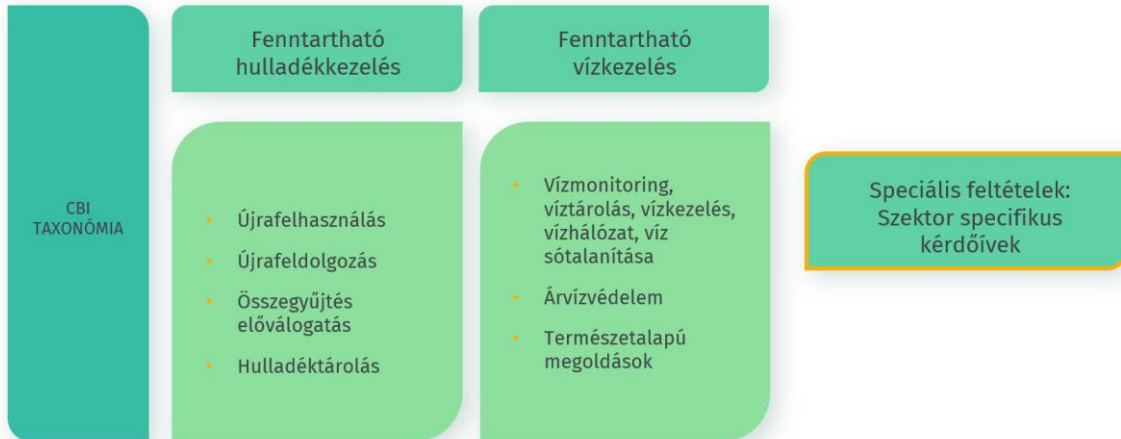 CBI
TAXONÓMIA
Fenntartható
hulladékkezelés
Újrafelhasználás
Újrafeldolgozás
Összegyűjtés
előválogatás
Hulladéktárolás
Fenntartható
vízkezelés
Vízmonitoring,
víztárolás, vízkezelés,
vízhálózat, víz
sótalanítása
Árvízvédelem
Természetalapú
megoldások
Speciális feltételek:
Szektor specifikus
kérdőívek